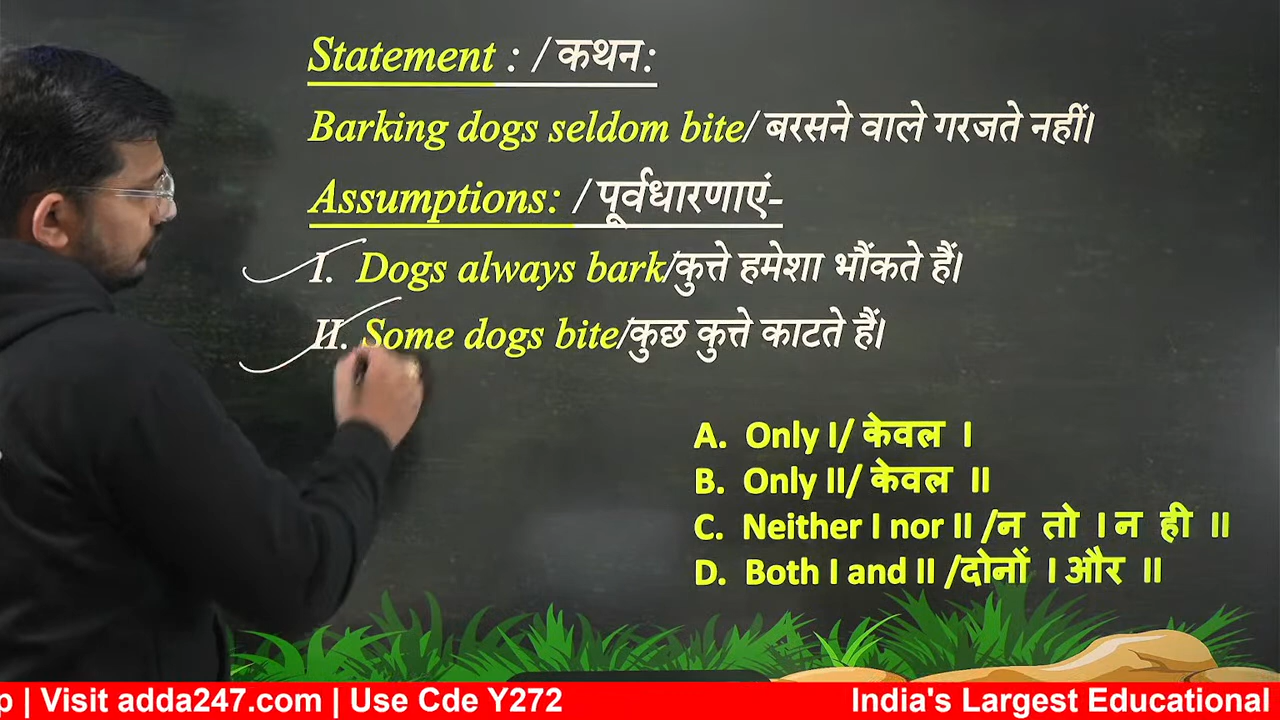 Statement : / कथन:
Barking dogs seldom bite/ बरसने वाले गरजते नहीं।
Assumptions: / पूर्वधारणाएं-
I. Dogs always bark/कुत्ते हमेशा भौंकते हैं।
II. Some dogs bite/कुछ कुत्ते काटते हैं।
A. Only I/ केवल I
B. Only II/ केवल II
C. Neither I nor II /न तो I न ही II
D. Both I and II /दोनों I और II
p | Visit adda247.com | Use Cde Y272 India's Largest Educational